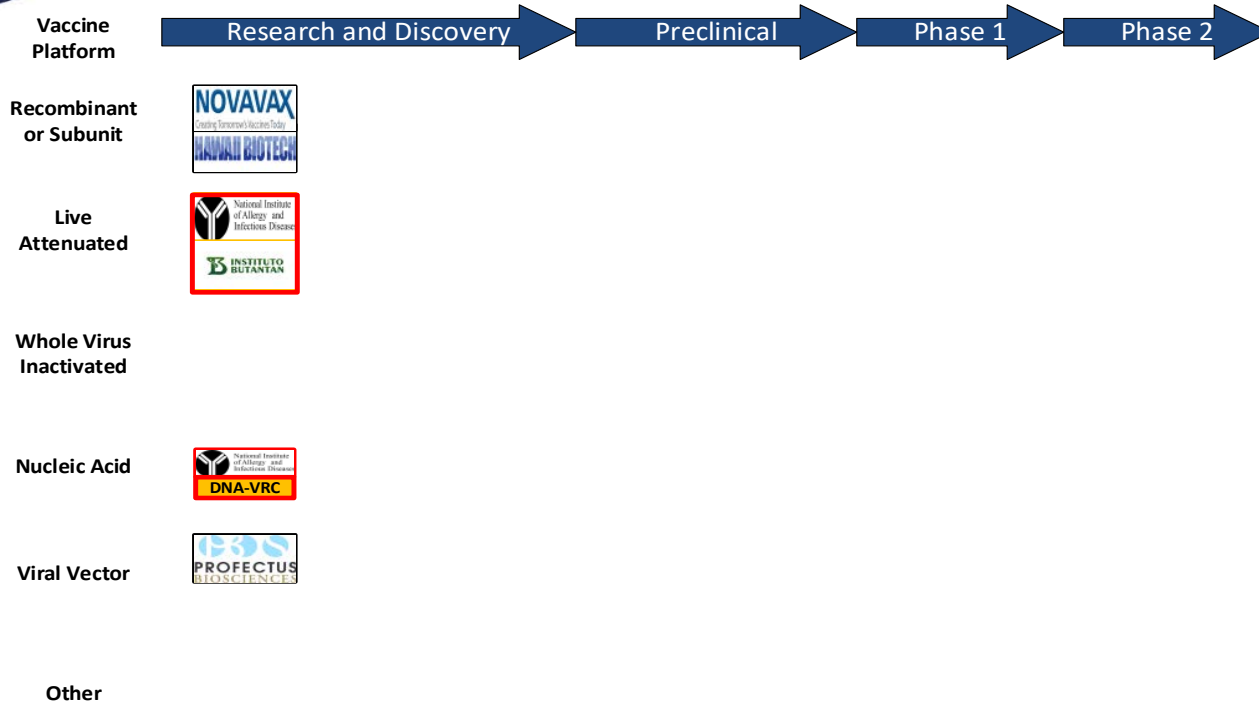 Vaccine
Platform
Research and Discovery
Preclinical
Phase 1
Phase 2
Recombinant
or Subunit
NOVAVAX
Creating Tomorrow's Vaccines Today
HAWAII BIOTECH
Live
Attenuated
National Institute
of Allergy and
Infectious Disease
INSTITUTO
BUTANTAN
Whole Virus
Inactivated
Nucleic Acid
National Institute
of Allergy and
Infectious Diseases
DNA-VRC
Viral Vector
PROFECTUS
BIOSCIENCES
Other